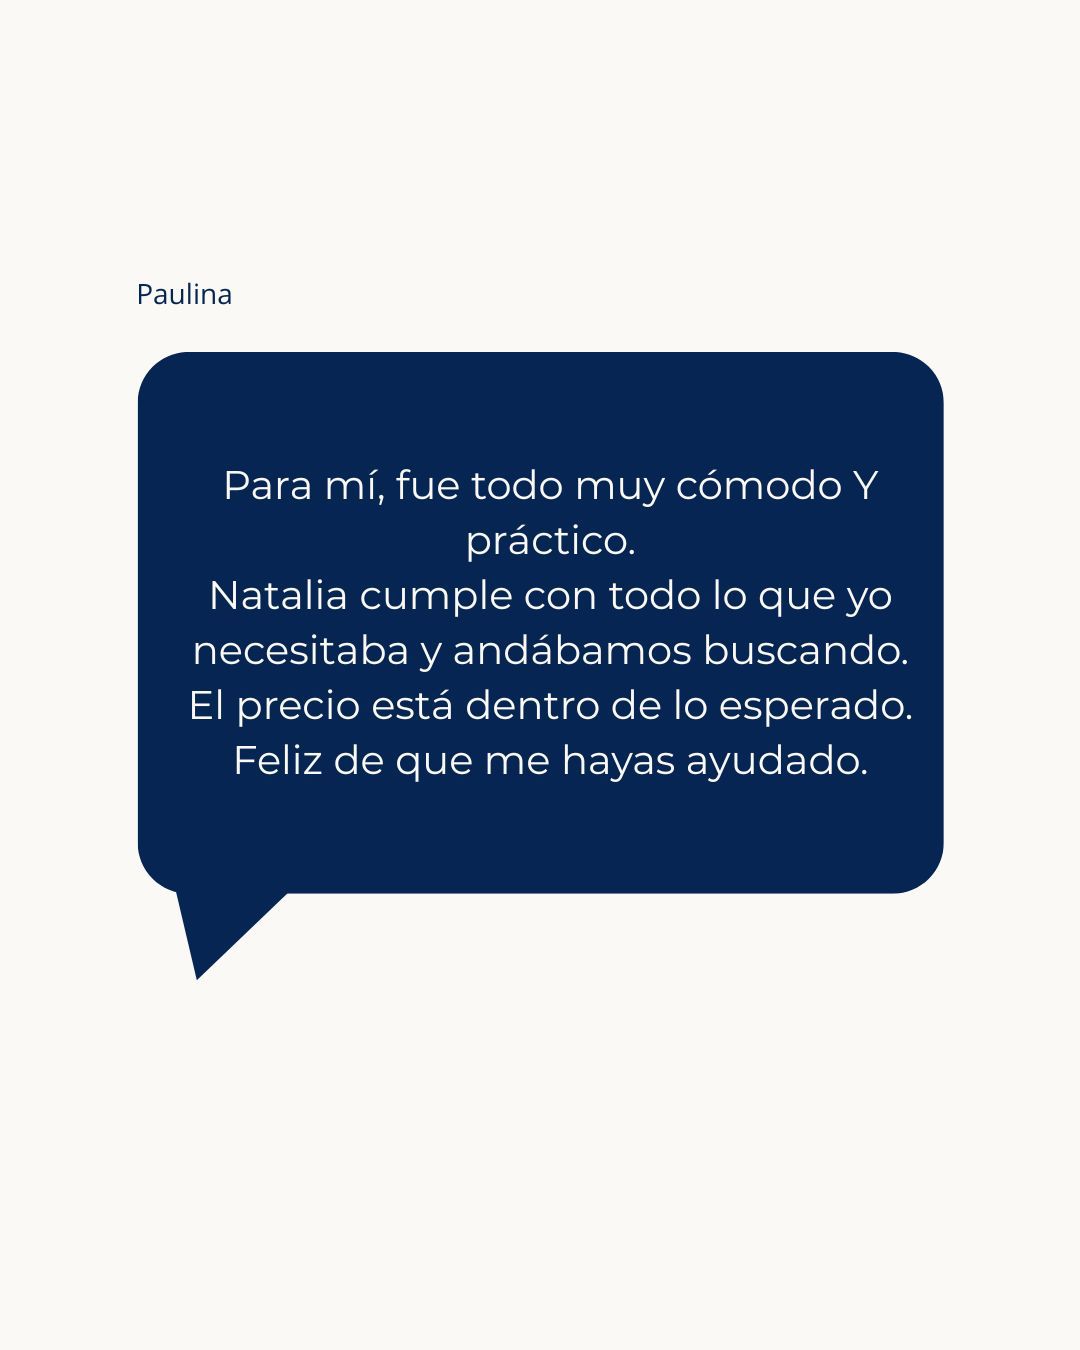 Paulina
Para mí, fue todo muy cómodo Y
práctico.
Natalia cumple con todo lo que yo
necesitaba y andábamos buscando.
El precio está dentro de lo esperado.
Feliz de que me hayas ayudado.